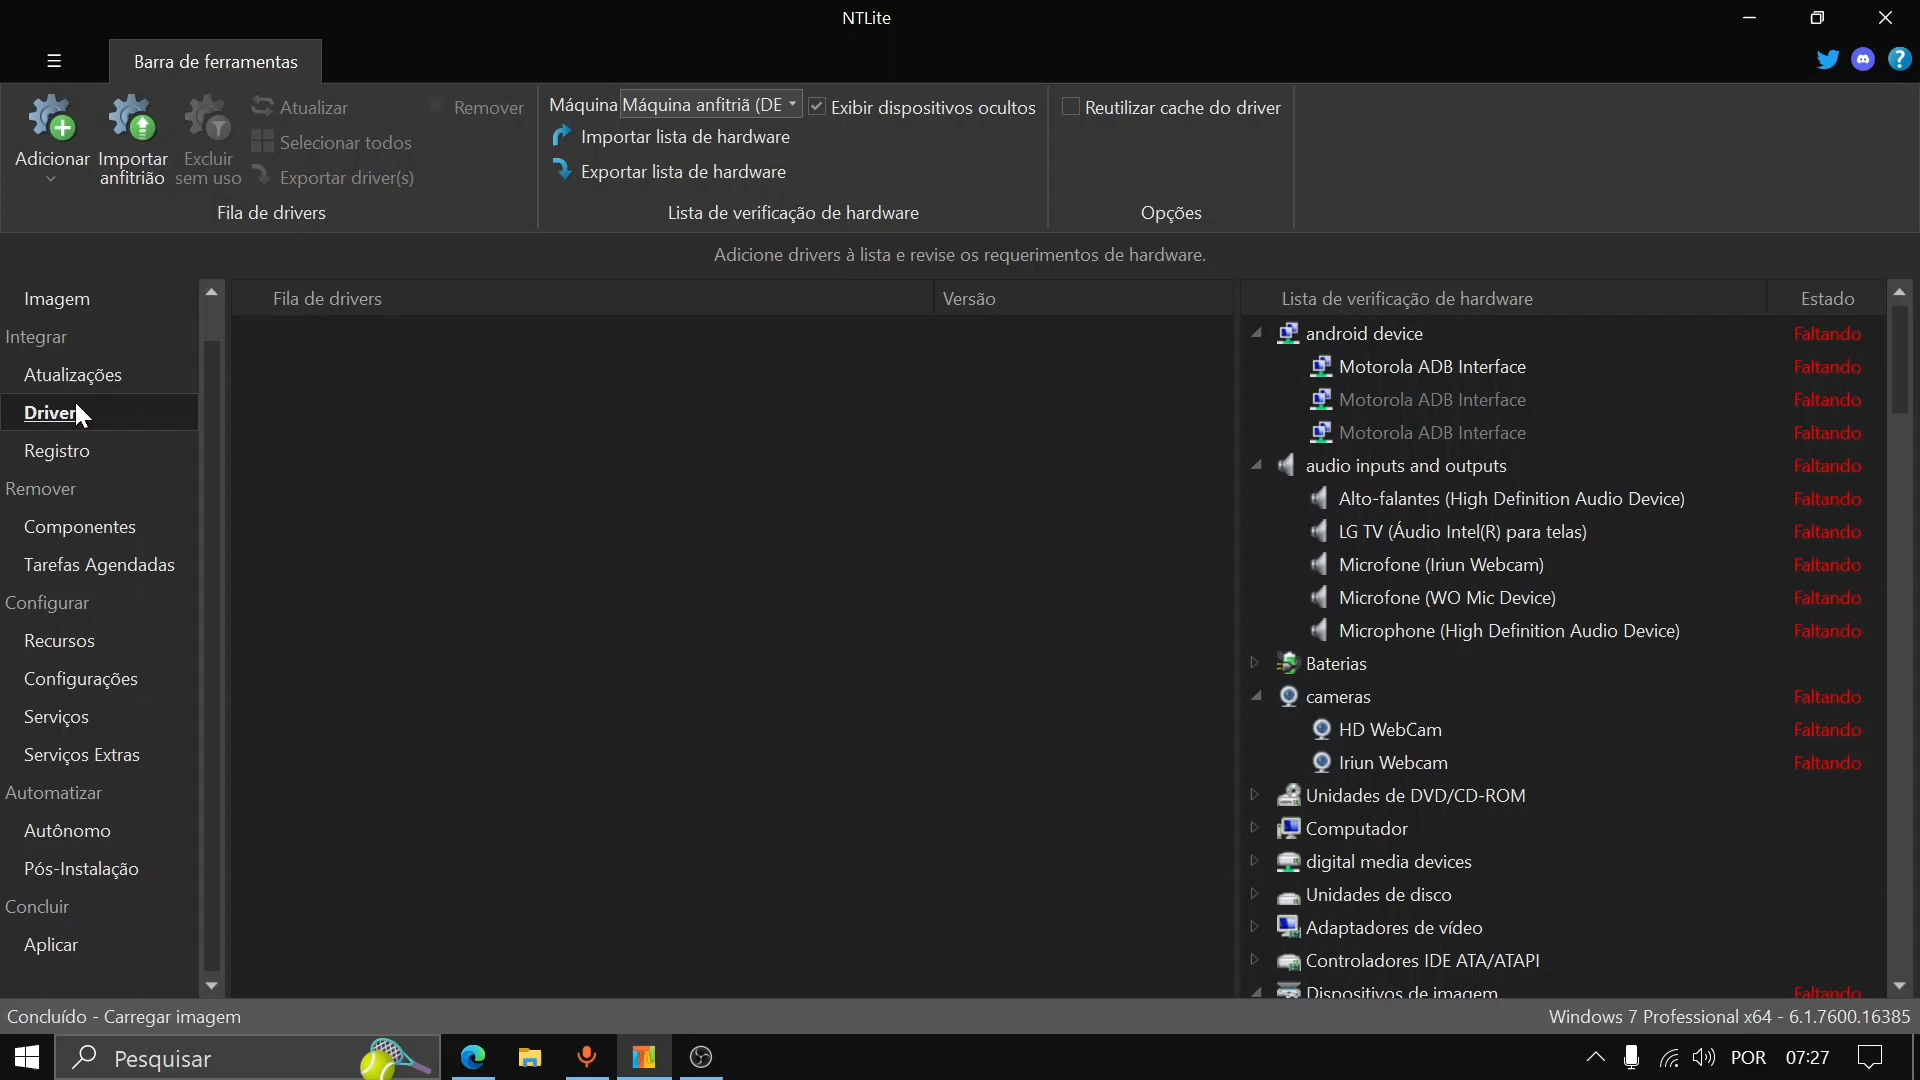 NTLite
Barra de ferramentas
Adicionar
Importar anfitrião
Excluir sem uso
Atualizar
Selecionar todos
Exportar driver(s)
Remover
Fila de drivers
Máquina
Máquina anfitriã (DE
Exibir dispositivos ocultos
Importar lista de hardware
Exportar lista de hardware
Lista de verificação de hardware
Reutilizar cache do driver
Opções
Adicione drivers à lista e revise os requerimentos de hardware.
Imagem
Integrar
Atualizações
Driver
Registro
Remover
Componentes
Tarefas Agendadas
Configurar
Recursos
Configurações
Serviços
Serviços Extras
Automatizar
Autônomo
Pós-Instalação
Concluir
Aplicar
Fila de drivers Versão
Lista de verificação de hardware Estado
android device Faltando
Motorola ADB Interface Faltando
Motorola ADB Interface Faltando
Motorola ADB Interface Faltando
audio inputs and outputs Faltando
Alto-falantes (High Definition Audio Device) Faltando
LG TV (Áudio Intel(R) para telas) Faltando
Microfone (Iriun Webcam) Faltando
Microfone (WO Mic Device) Faltando
Microphone (High Definition Audio Device) Faltando
Baterias
cameras Faltando
HD WebCam Faltando
Iriun Webcam Faltando
Unidades de DVD/CD-ROM
Computador
digital media devices
Unidades de disco
Adaptadores de vídeo
Controladores IDE ATA/ATAPI
Dispositivos de imagem Faltando
Concluído - Carregar imagem
Windows 7 Professional x64 - 6.1.7600.16385
Pesquisar
POR 07:27